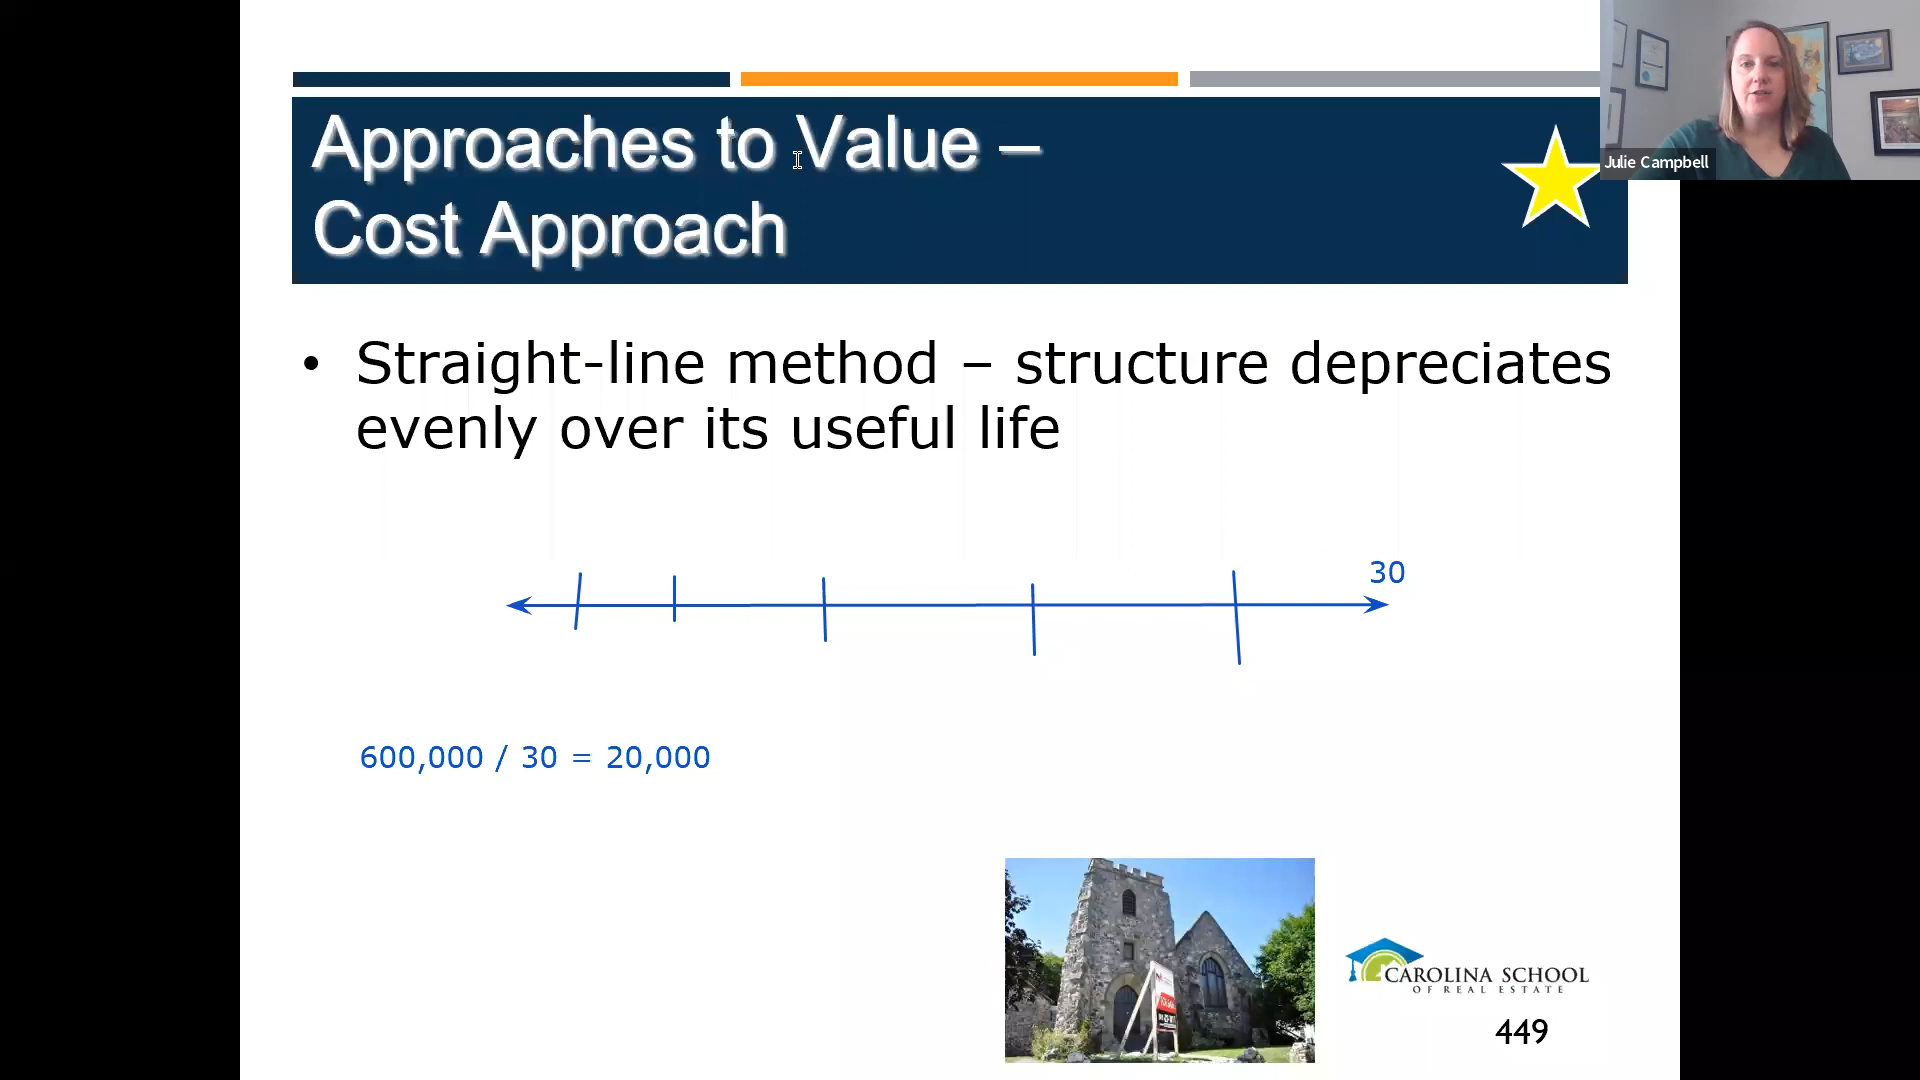 Approaches to Value –
Cost Approach
Julie Campbell
• Straight-line method – structure depreciates
evenly over its useful life
30
600,000 / 30 = 20,000
CAROLINA SCHOOL
OF REAL ESTATE
449